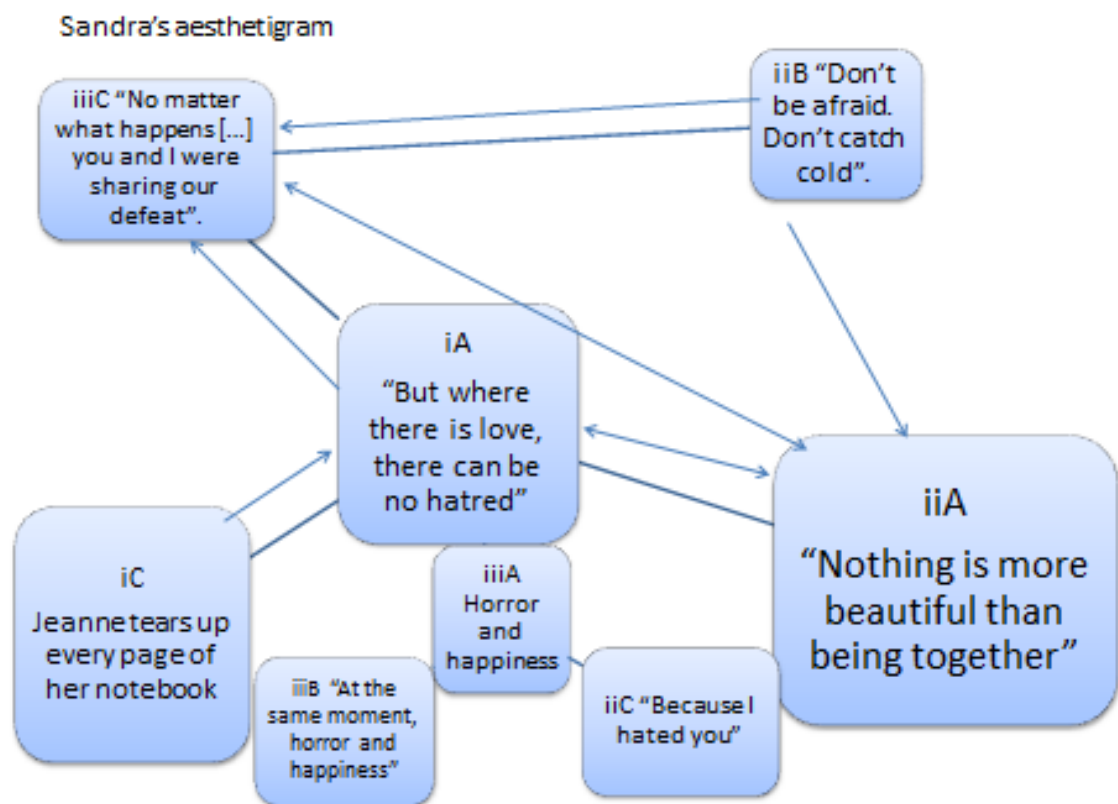 Sandra's aesthetigram
iiiC “No matter
what happens […]
you and I were
sharing our
defeat”.
iiB “Don’t
be afraid.
Don’t catch
cold”.
iA
“But where
there is love,
there can be
no hatred”
iiA
“Nothing is more
beautiful than
being together”
iC
Jeanne tears up
every page of
her notebook
iiiA
Horror
and
happiness
iiiB “At the
same moment,
horror and
happiness”
iiC “Because I
hated you”